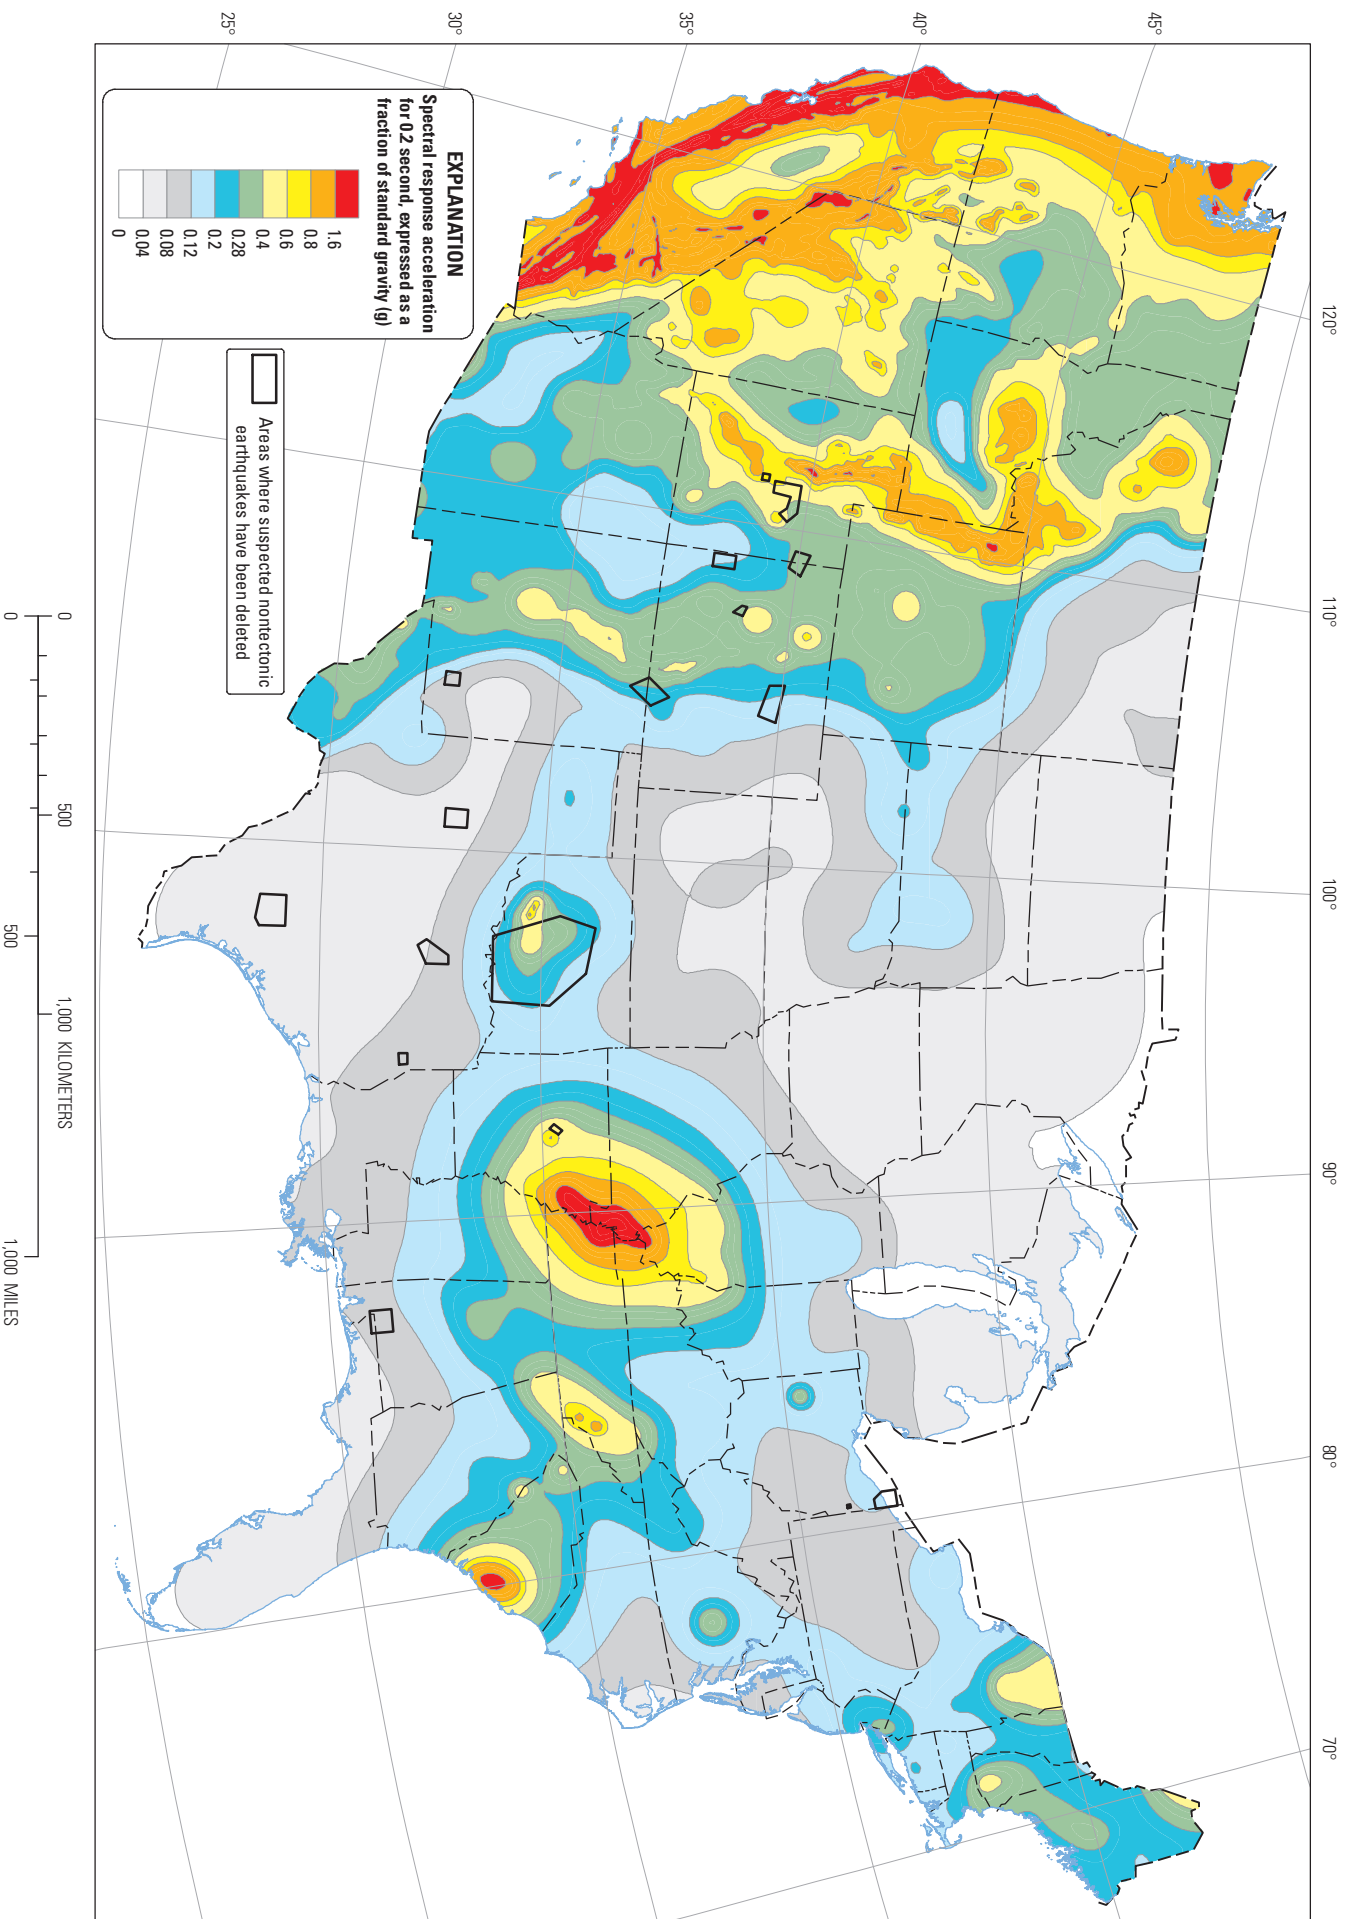 120°
110°
100°
90°
80°
70°
45°
40°
35°
30°
25°
EXPLANATION
Spectral response acceleration
for 0.2 second, expressed as a
fraction of standard gravity (g)
1.6
0.8
0.6
0.4
0.28
0.2
0.12
0.08
0.04
0
Areas where suspected nontectonic
earthquakes have been deleted
0 500 1,000 KILOMETERS
0 500 1,000 MILES